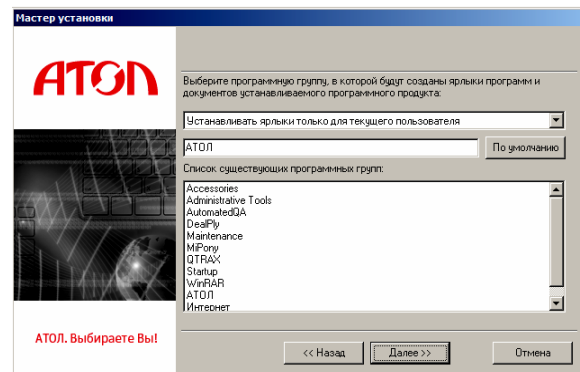 Мастер установки
АТОЛ
Выберите программную группу, в которой будут созданы ярлыки программ и
документов устанавливаемого программного продукта:
Устанавливать ярлыки только для текущего пользователя
АТОЛ
По умолчанию
Список существующих программных групп:
Accessories
Administrative Tools
AutomatedQA
DealPly
Maintenance
MiPony
QTRAX
Startup
WinRAR
АТОЛ
Интернет
АТОЛ. Выбираете Вы!
<< Назад
Далее >>
Отмена